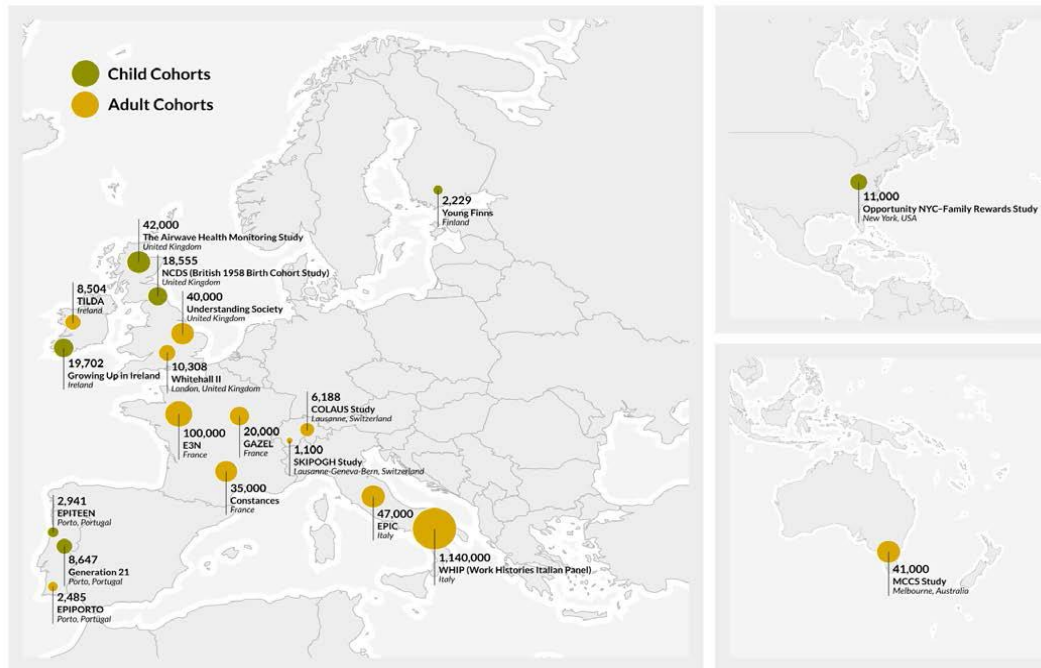 Child Cohorts
Adult Cohorts
2,229
Young Finns
Finland
42,000
The Airwave Health Monitoring Study
United Kingdom
18,555
NCDS (British 1958 Birth Cohort Study)
United Kingdom
8,504
TILDA
Ireland
40,000
Understanding Society
United Kingdom
19,702
Growing Up in Ireland
Ireland
10,308
Whitehall II
London, United Kingdom
6,188
COLAUS Study
Lausanne, Switzerland
100,000
E3N
France
20,000
GAZEL
France
1,100
SKIPOGH Study
Lausanne-Geneva-Bern, Switzerland
35,000
Constances
France
2,941
EPITEEN
Porto, Portugal
47,000
EPIC
Italy
8,647
Generation 21
Porto, Portugal
1,140,000
WHIP (Work Histories Italian Panel)
Italy
2,485
EPIPORTO
Porto, Portugal
11,000
Opportunity NYC–Family Rewards Study
New York, USA
41,000
MCCS Study
Melbourne, Australia